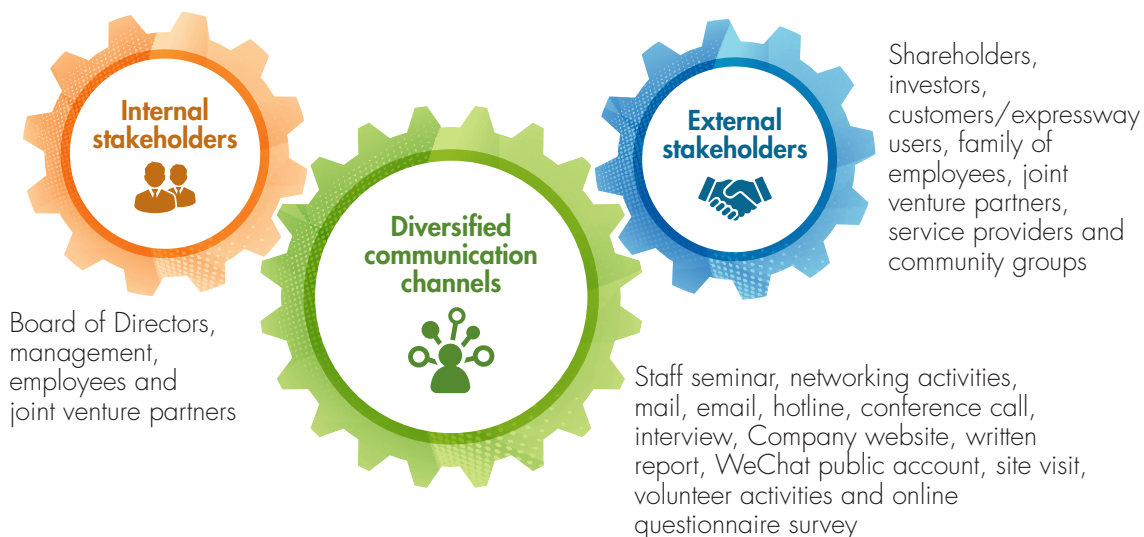 Internal
stakeholders
Board of Directors,
management,
employees and
joint venture partners
Diversified
communication
channels
Staff seminar, networking activities,
mail, email, hotline, conference call,
interview, Company website, written
report, WeChat public account, site visit,
volunteer activities and online
questionnaire survey
External
stakeholders
Shareholders,
investors,
customers/expressway
users, family of
employees, joint
venture partners,
service providers and
community groups